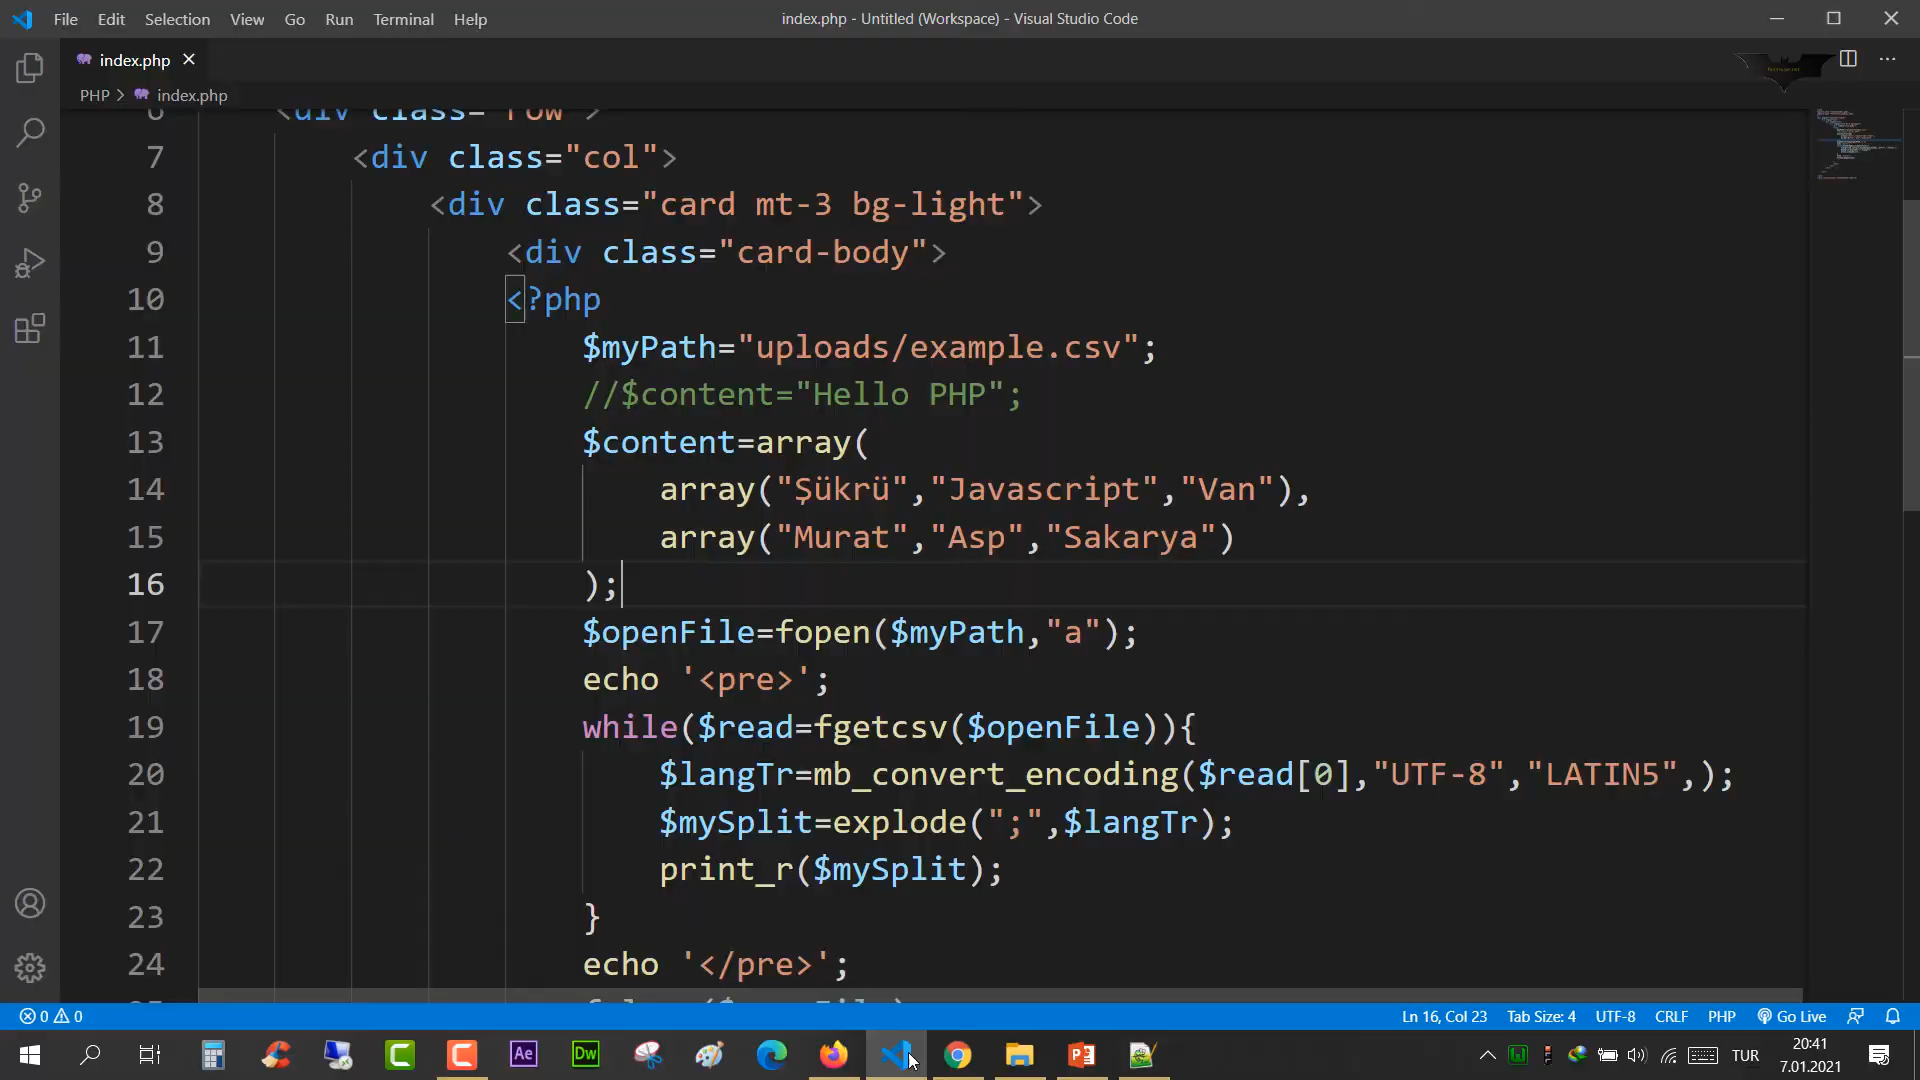 File Edit Selection View Go Run Terminal Help
index.php - Untitled (Workspace) - Visual Studio Code
index.php
PHP > index.php
6 <div class="row">
7 <div class="col">
8 <div class="card mt-3 bg-light">
9 <div class="card-body">
10 <?php
11 $myPath="uploads/example.csv";
12 //$content="Hello PHP";
13 $content=array(
14 array("Şükrü","Javascript","Van"),
15 array("Murat","Asp","Sakarya")
16 );
17 $openFile=fopen($myPath,"a");
18 echo '<pre>';
19 while($read=fgetcsv($openFile)){
20 $langTr=mb_convert_encoding($read[0],"UTF-8","LATIN5",);
21 $mySplit=explode(";",$langTr);
22 print_r($mySplit);
23 }
24 echo '</pre>';
0 0
Ln 16, Col 23 Tab Size: 4 UTF-8 CRLF PHP Go Live
Ae Dw
TUR
20:41
7.01.2021